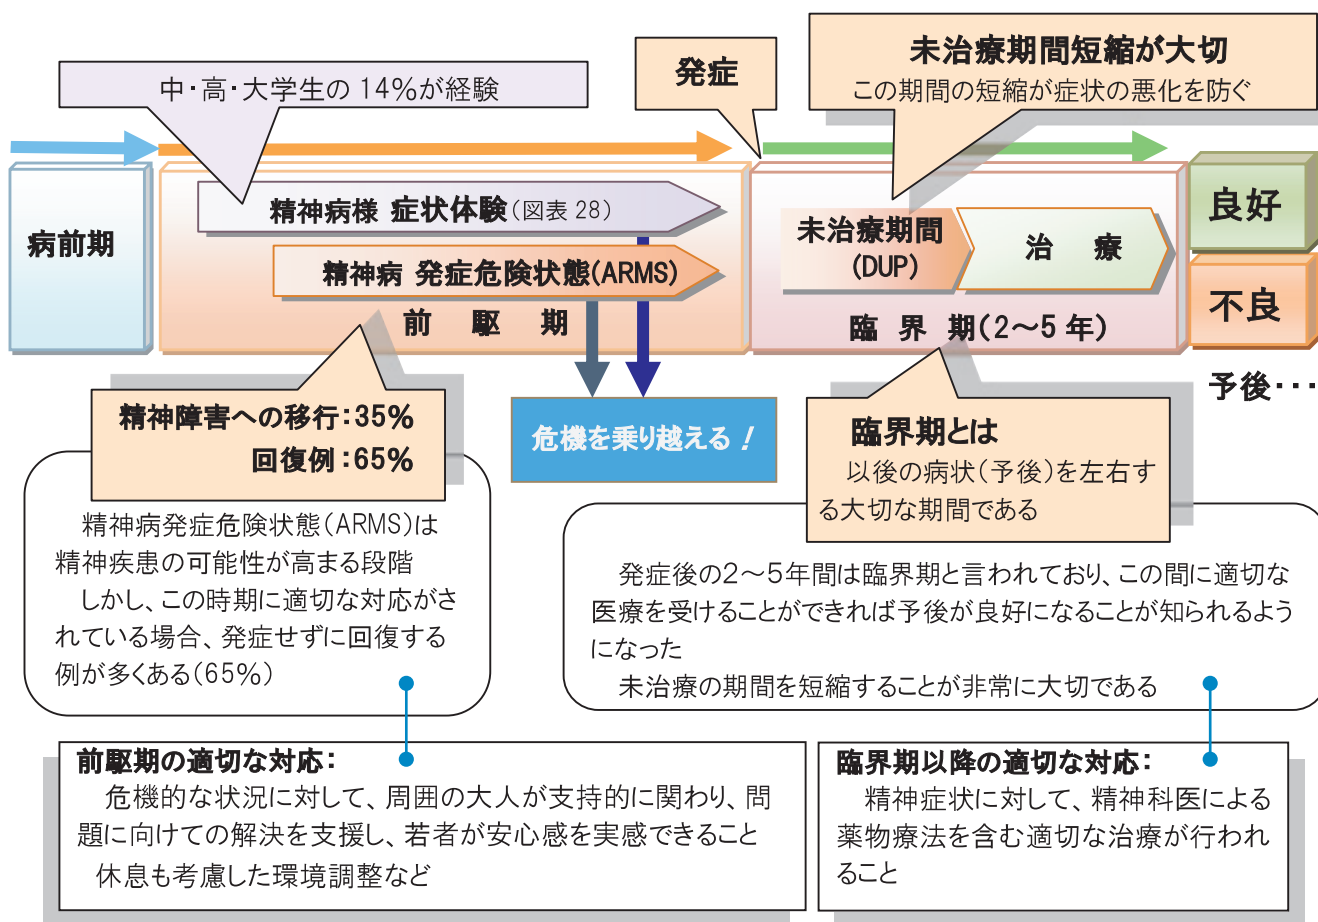 中・高・大学生の14％が経験
発症
未治療期間短縮が大切
この期間の短縮が症状の悪化を防ぐ
病前期
精神病様 症状体験（図表 28）
精神病 発症危険状態（ARMS）
前 駆 期
未治療期間
（DUP）
治 療
臨 界 期（2～5 年）
良好
不良
予後・・・
精神障害への移行：35％
回復例：65％
危機を乗り越える！
臨界期とは
以後の病状（予後）を左右す
る大切な期間である
精神病発症危険状態（ARMS）は
精神疾患の可能性が高まる段階
しかし、この時期に適切な対応がさ
れている場合、発症せずに回復する
例が多くある（65％）
発症後の２～５年間は臨界期と言われており、この間に適切な
医療を受けることができれば予後が良好になることが知られるよう
になった
未治療の期間を短縮することが非常に大切である
前駆期の適切な対応：
危機的な状況に対して、周囲の大人が支持的に関わり、問
題に向けての解決を支援し、若者が安心感を実感できること
休息も考慮した環境調整など
臨界期以降の適切な対応：
精神症状に対して、精神科医による
薬物療法を含む適切な治療が行われ
ること